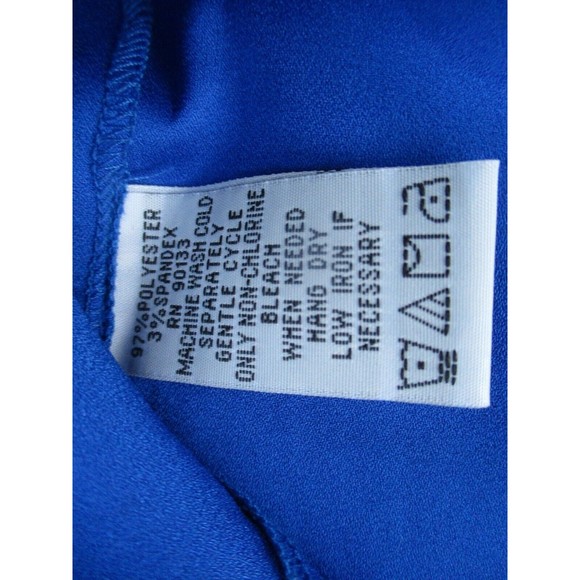 97%POLYESTER
3%SPANDEX
RN 90133
MACHINE WASH COLD
SEPARATELY
GENTLE CYCLE
ONLY NON-CHLORINE
BLEACH
WHEN NEEDED
HANG DRY
LOW IRON IF
NECESSARY